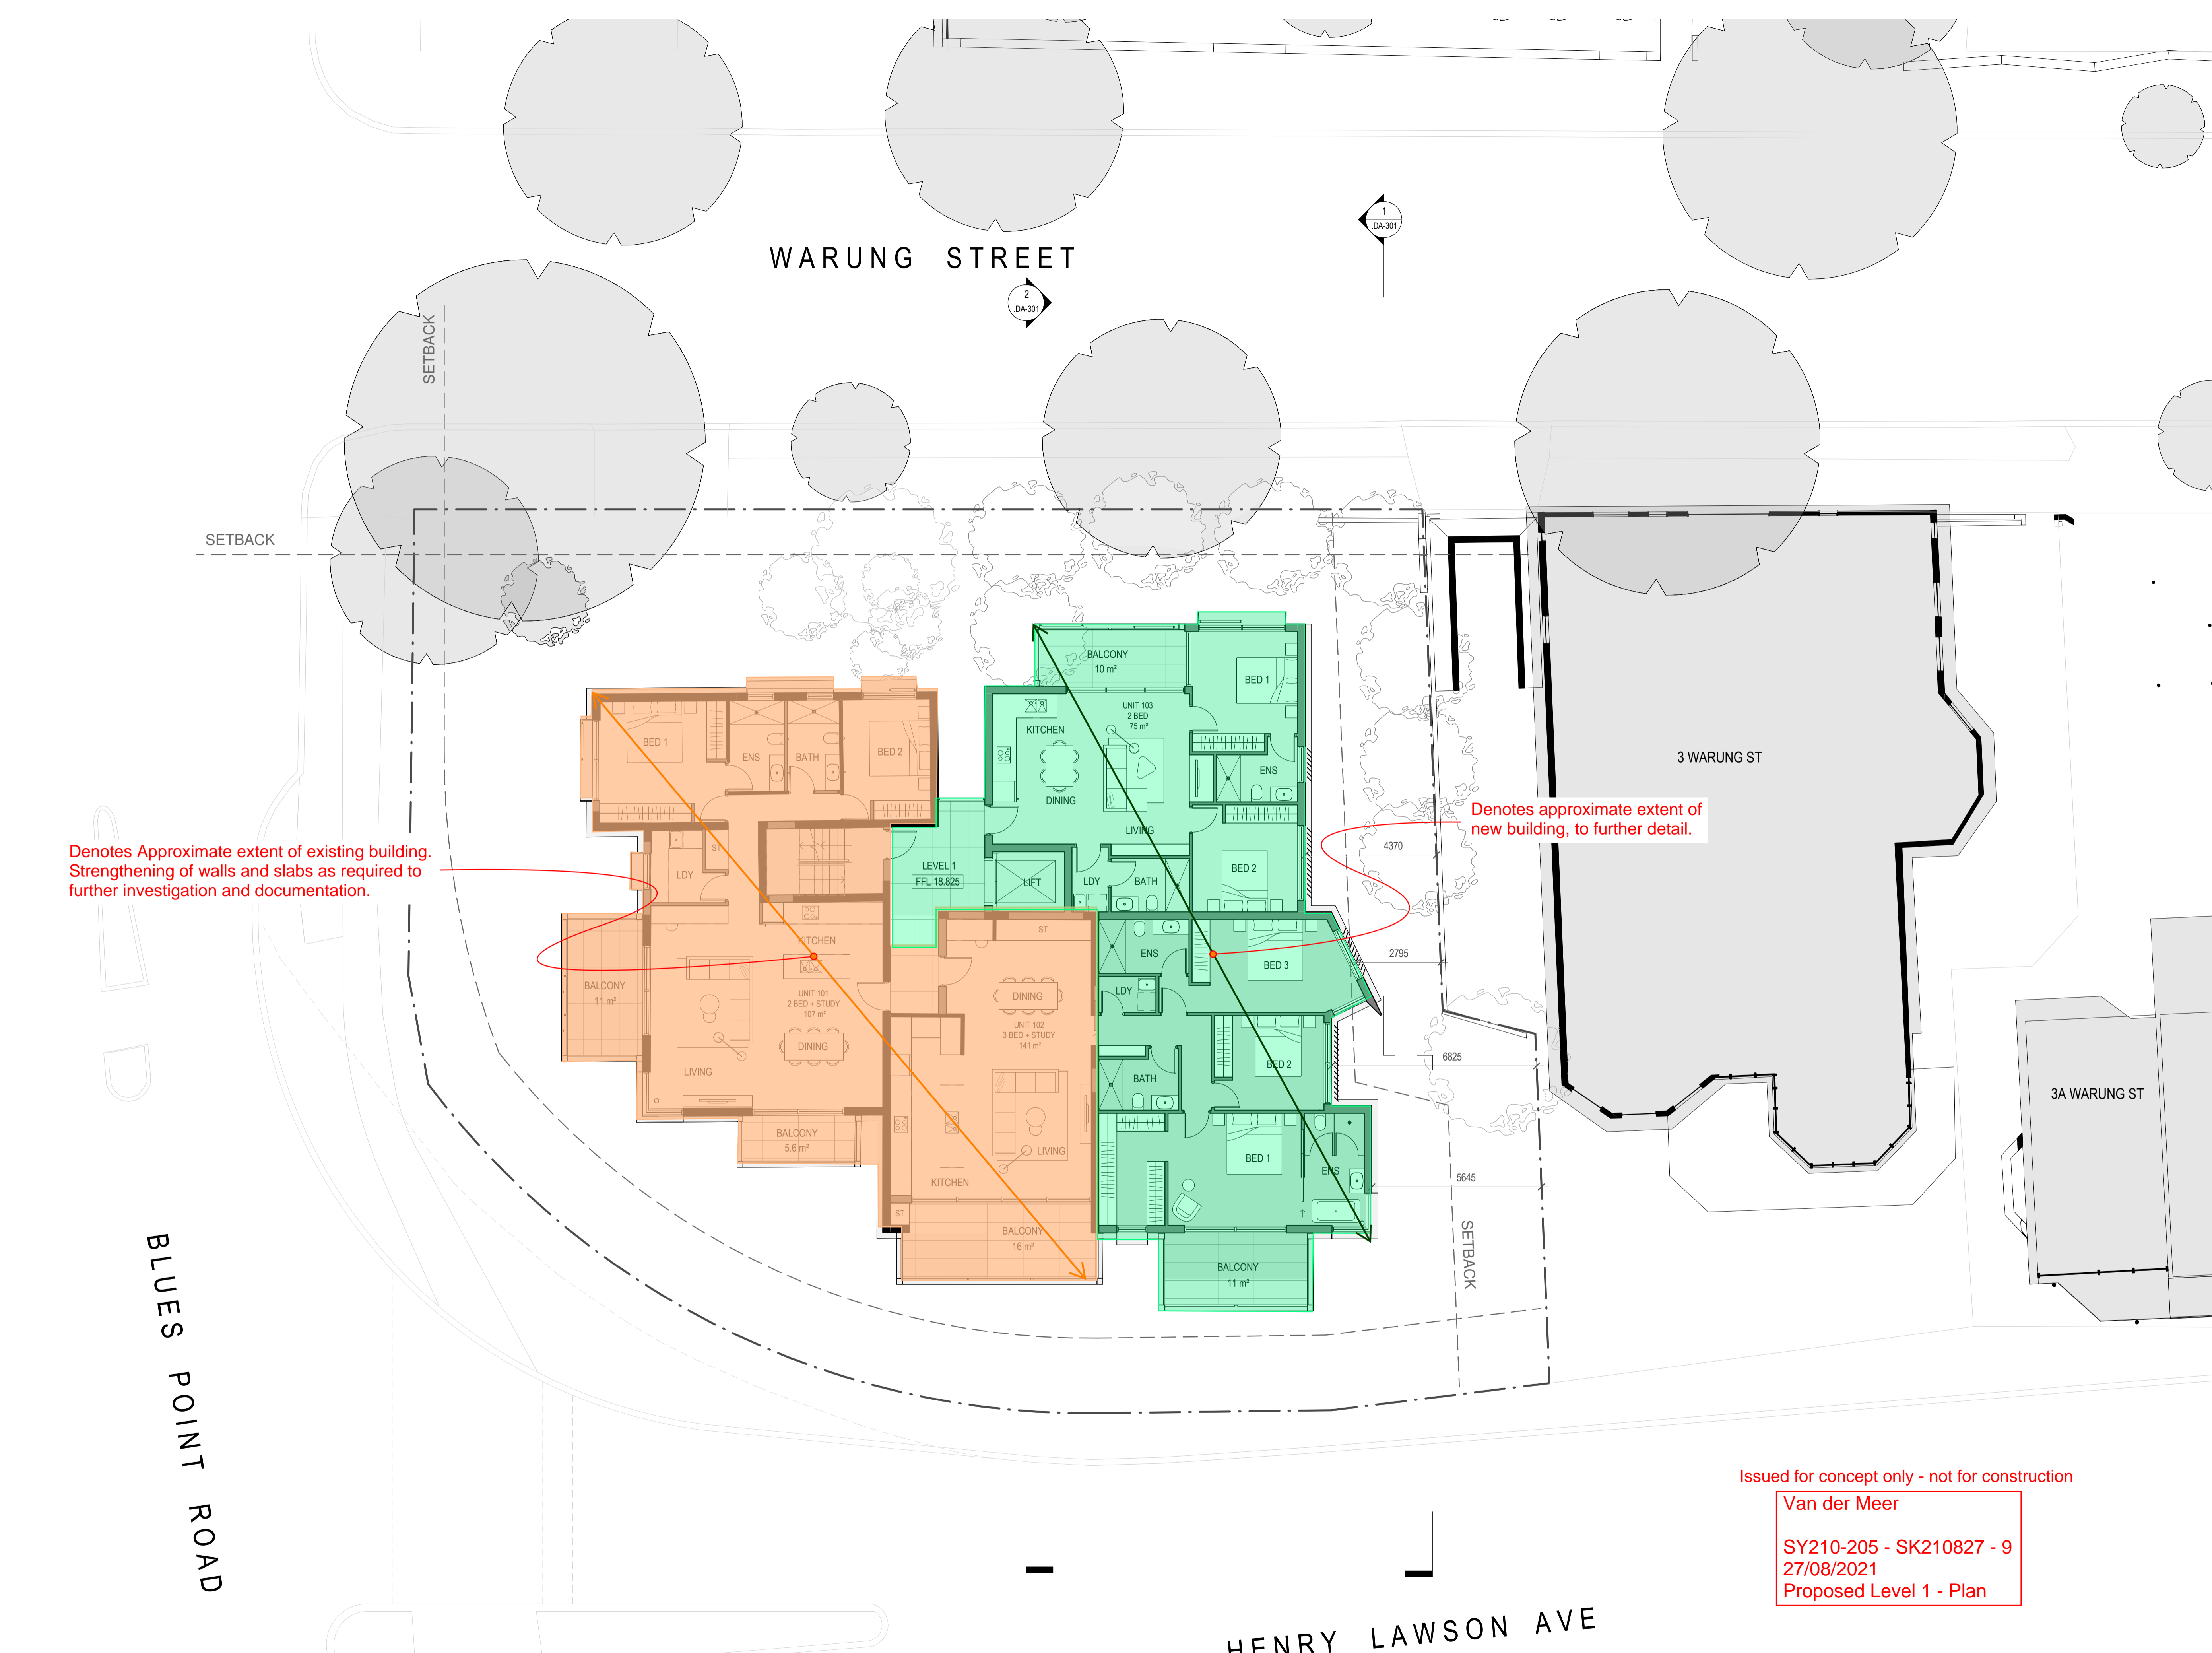 WARUNG STREET
1
.DA-301
2
.DA-301
SETBACK
SETBACK
BALCONY
10 m²
BED 1
UNIT 103
2 BED
75 m²
KITCHEN
DINING
LIVING
ENS
BED 2
LDY
BATH
LIFT
LEVEL 1
FFL 18.825
BED 1
ENS
BATH
BED 2
ST
LDY
KITCHEN
BALCONY
11 m²
UNIT 101
2 BED + STUDY
107 m²
DINING
LIVING
BALCONY
5.6 m²
ST
DINING
UNIT 102
3 BED + STUDY
141 m²
LIVING
KITCHEN
ST
BALCONY
16 m²
ENS
BED 3
LDY
BED 2
BATH
BED 1
ENS
BALCONY
11 m²
4370
2795
6825
5645
SETBACK
3 WARUNG ST
3A WARUNG ST
Denotes Approximate extent of existing building.
Strengthening of walls and slabs as required to
further investigation and documentation.
Denotes approximate extent of
new building, to further detail.
BLUES POINT ROAD
HENRY LAWSON AVE
Issued for concept only - not for construction
Van der Meer
SY210-205 - SK210827 - 9
27/08/2021
Proposed Level 1 - Plan